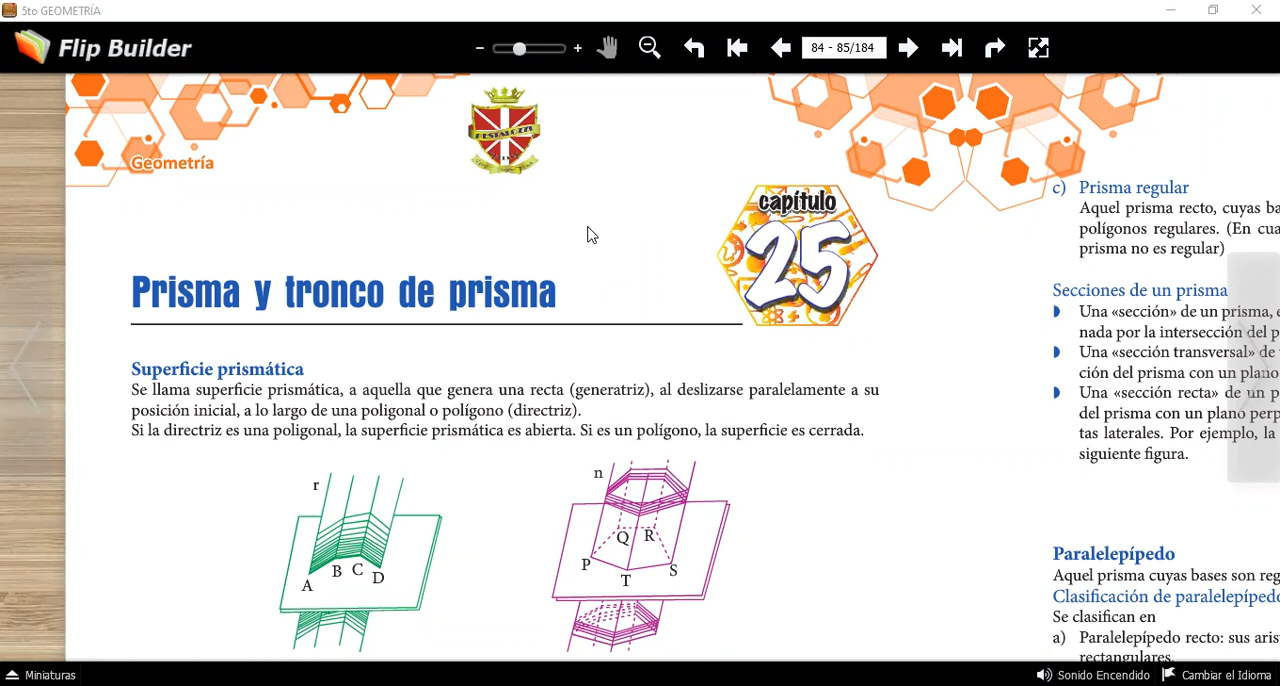 5to GEOMETRÍA
Flip Builder
84 - 85/184
Geometría
PESTALOZZI
capítulo
25
Prisma y tronco de prisma
Superficie prismática
Se llama superficie prismática, a aquella que genera una recta (generatriz), al deslizarse paralelamente a su
posición inicial, a lo largo de una poligonal o polígono (directriz).
Si la directriz es una poligonal, la superficie prismática es abierta. Si es un polígono, la superficie es cerrada.
r
A
B
C
D
n
Q
R
P
T
S
c) Prisma regular
Aquel prisma recto, cuyas ba
polígonos regulares. (En cua
prisma no es regular)
Secciones de un prisma
Una «sección» de un prisma, e
nada por la intersección del p
Una «sección transversal» de
ción del prisma con un plano
Una «sección recta» de un p
del prisma con un plano perp
tas laterales. Por ejemplo, la
siguiente figura.
Paralelepípedo
Aquel prisma cuyas bases son reg
Clasificación de paralelepípedo
Se clasifican en
a) Paralelepípedo recto: sus aris
rectangulares.
Miniaturas
Sonido Encendido
Cambiar el Idioma